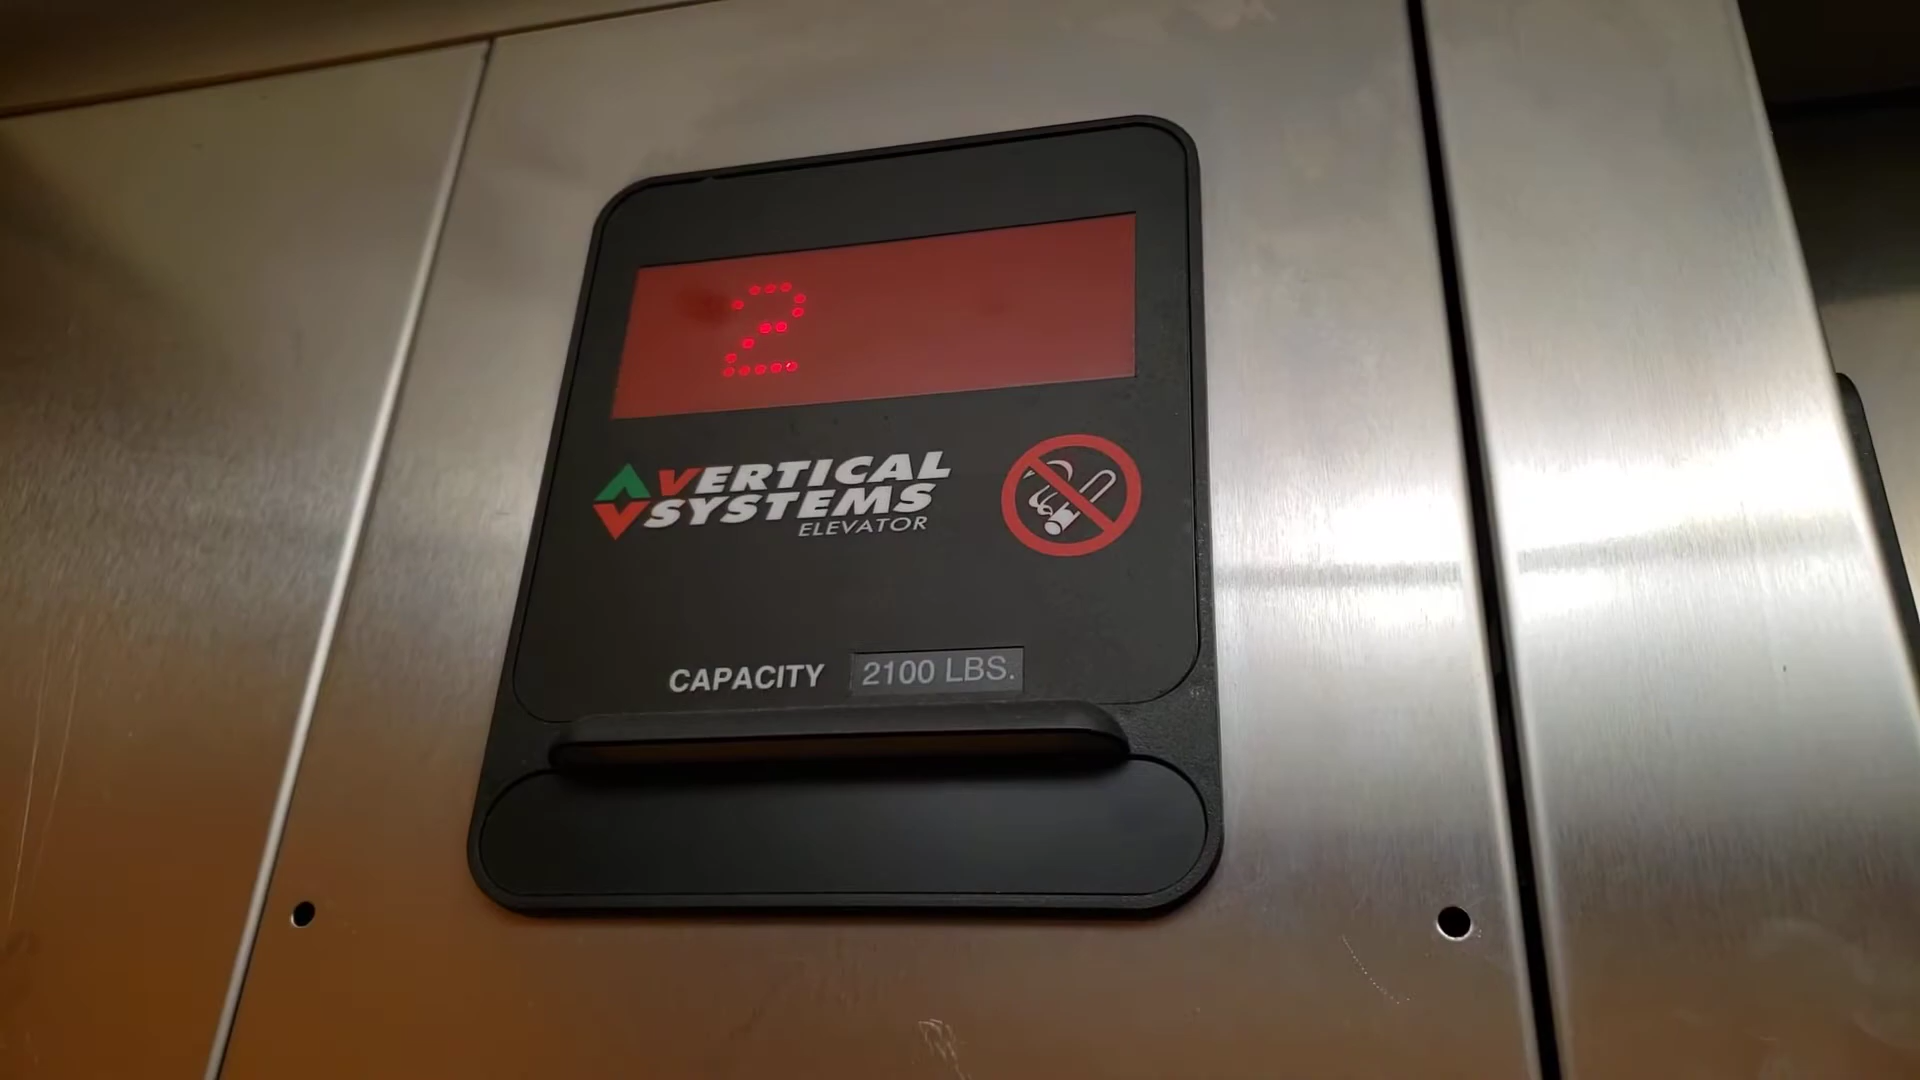 2
VERTICAL
SYSTEMS
ELEVATOR
CAPACITY 2100 LBS.